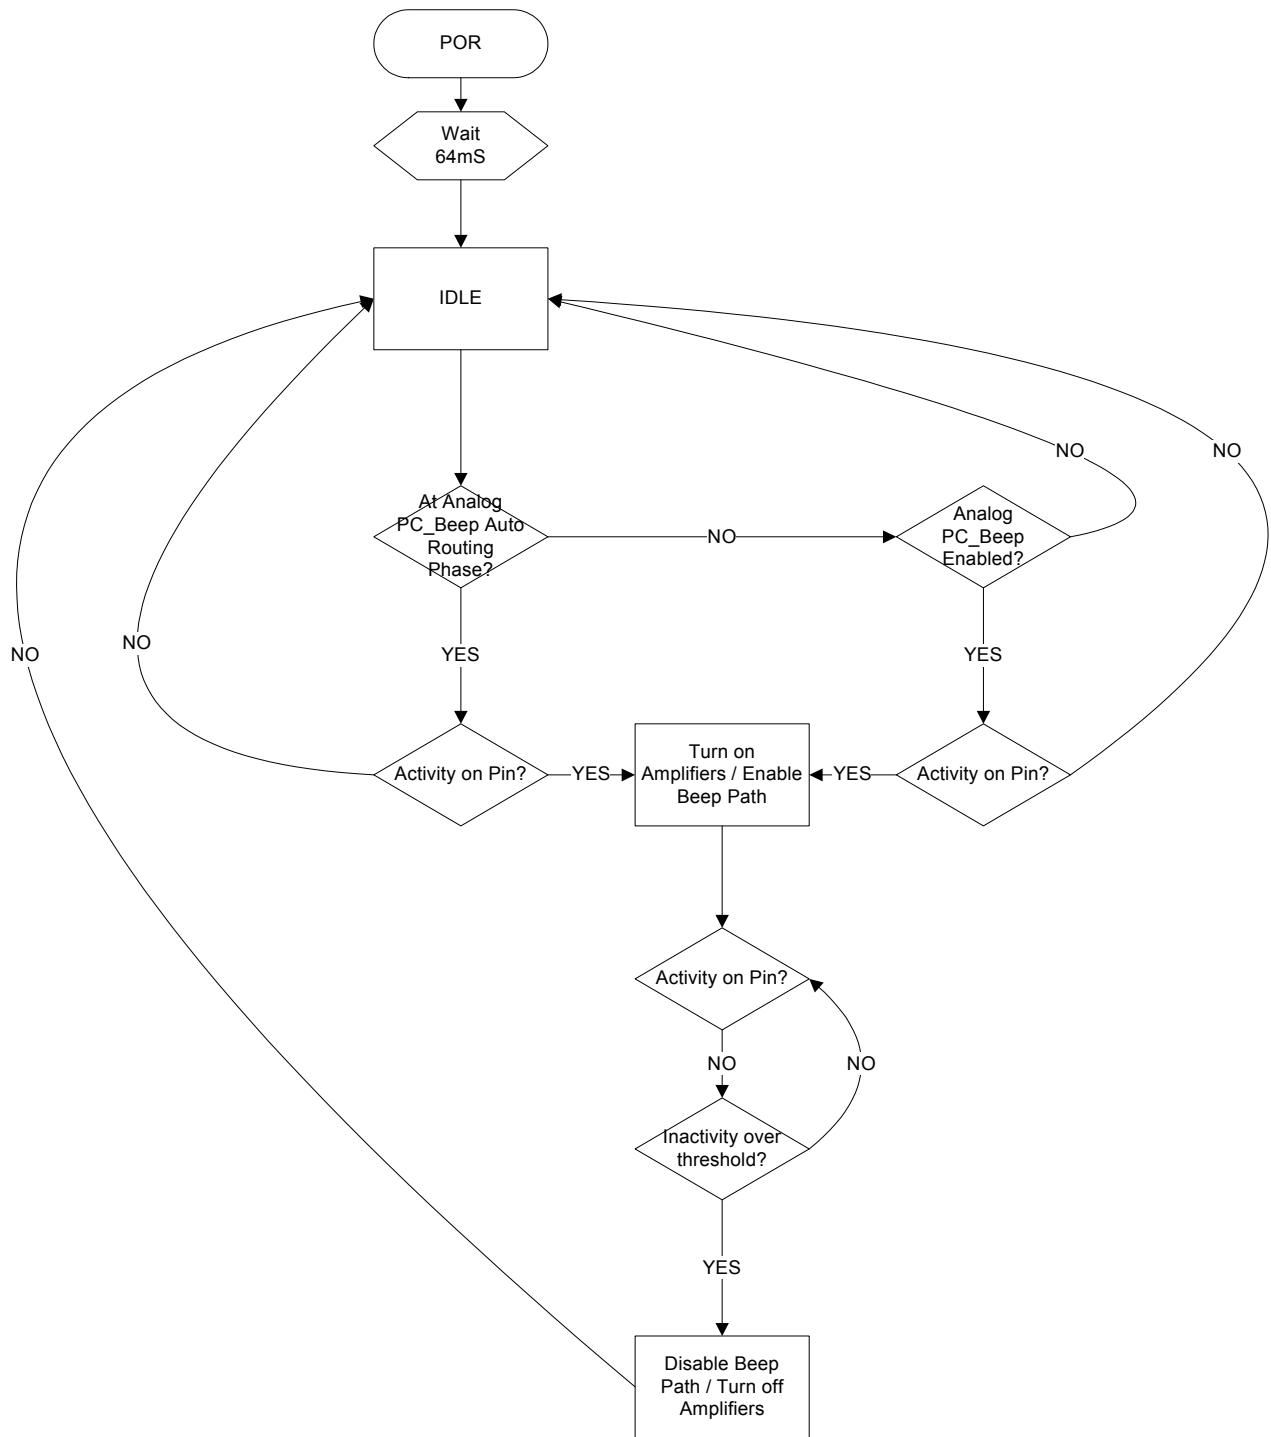 POR
Wait
64mS
IDLE
At Analog
PC_Beep Auto
Routing
Phase?
NO
Analog
PC_Beep
Enabled?
NO
NO
NO
NO
YES
YES
Activity on Pin?
YES
Turn on
Amplifiers / Enable
Beep Path
YES
Activity on Pin?
Activity on Pin?
NO
NO
Inactivity over
threshold?
YES
Disable Beep
Path / Turn off
Amplifiers